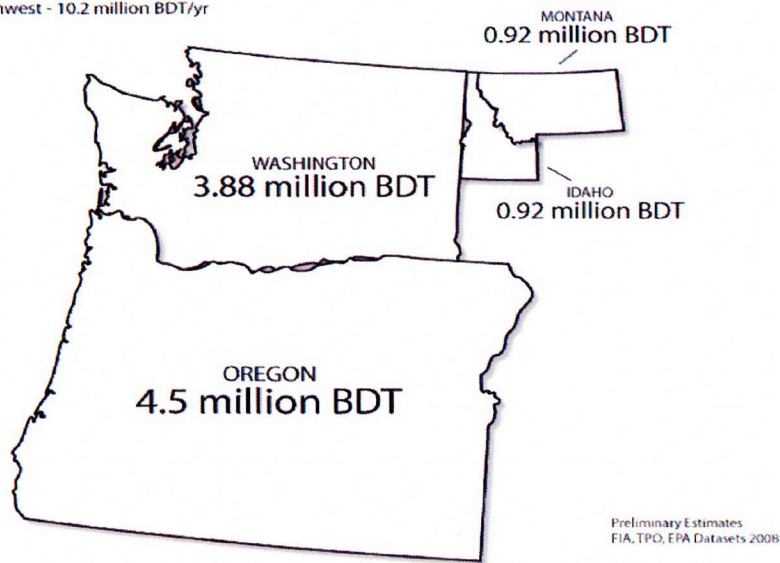 west - 10.2 million BDT/yr
MONTANA
0.92 million BDT
WASHINGTON
3.88 million BDT
IDAHO
0.92 million BDT
OREGON
4.5 million BDT
Preliminary Estimates
FIA, TPO, EPA Datasets 2008